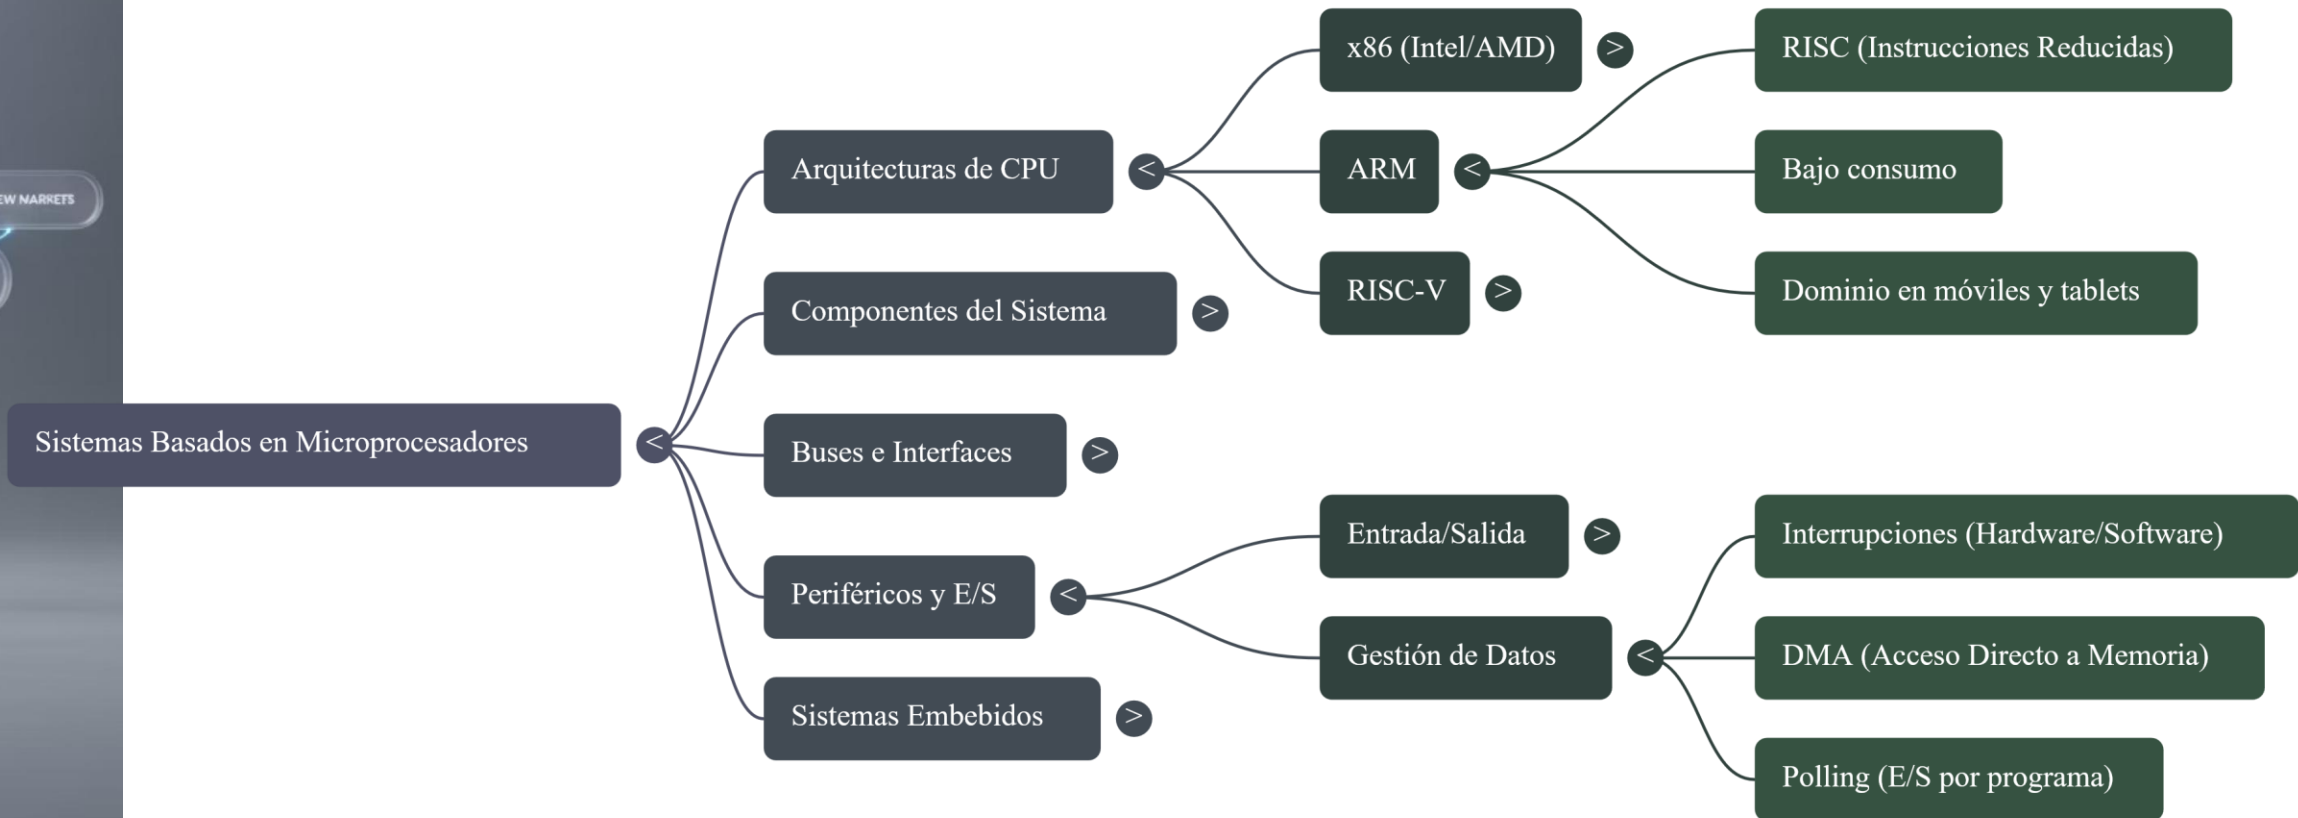 EW MARKETS
Sistemas Basados en Microprocesadores
<
Arquitecturas de CPU
<
x86 (Intel/AMD)
>
ARM
<
RISC (Instrucciones Reducidas)
Bajo consumo
Dominio en móviles y tablets
RISC-V
>
Componentes del Sistema
>
Buses e Interfaces
>
Periféricos y E/S
<
Entrada/Salida
>
Gestión de Datos
<
Interrupciones (Hardware/Software)
DMA (Acceso Directo a Memoria)
Polling (E/S por programa)
Sistemas Embebidos
>